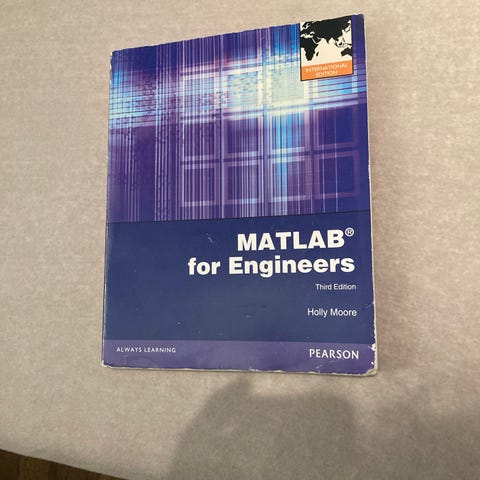 INTERNATIONAL
EDITION
MATLAB®
for Engineers
Third Edition
Holly Moore
ALWAYS LEARNING
PEARSON